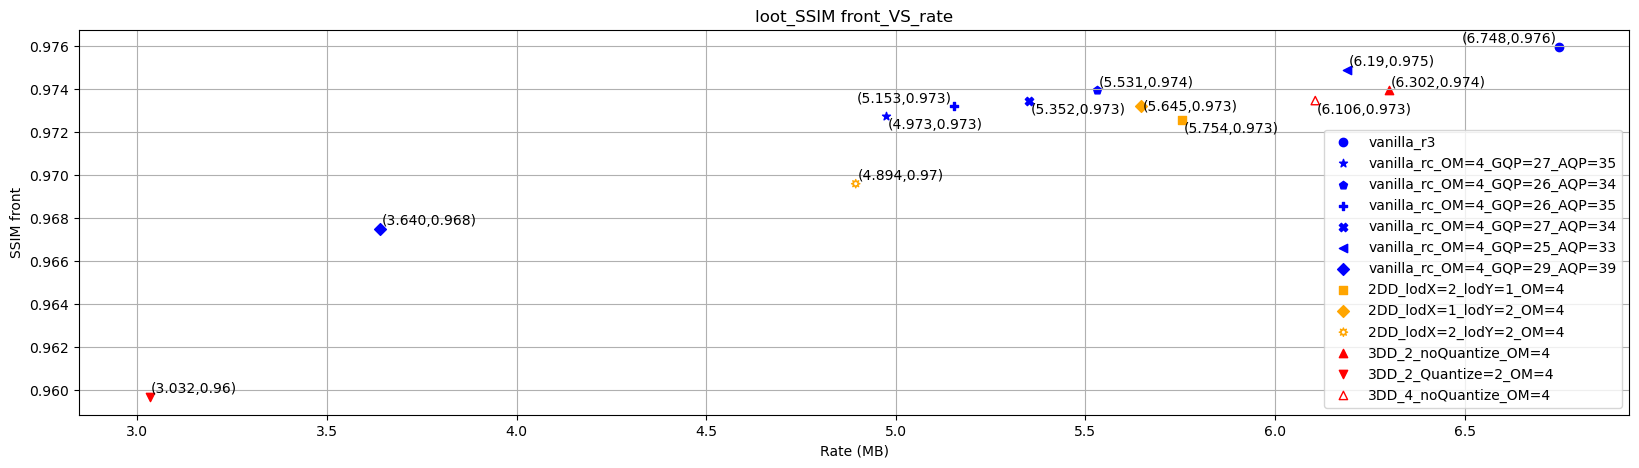 loot_SSIM front_VS_rate
SSIM front
0.976
0.974
0.972
0.970
0.968
0.966
0.964
0.962
0.960
(6.748,0.976)
(6.19,0.975)
(6.302,0.974)
(5.531,0.974)
(5.153,0.973)
(5.352,0.973)
(5.645,0.973)
(6.106,0.973)
(4.973,0.973)
(5.754,0.973)
(4.894,0.97)
(3.640,0.968)
(3.032,0.96)
vanilla_r3
vanilla_rc_OM=4_GQP=27_AQP=35
vanilla_rc_OM=4_GQP=26_AQP=34
vanilla_rc_OM=4_GQP=26_AQP=35
vanilla_rc_OM=4_GQP=27_AQP=34
vanilla_rc_OM=4_GQP=25_AQP=33
vanilla_rc_OM=4_GQP=29_AQP=39
2DD_lodX=2_lodY=1_OM=4
2DD_lodX=1_lodY=2_OM=4
2DD_lodX=2_lodY=2_OM=4
3DD_2_noQuantize_OM=4
3DD_2_Quantize=2_OM=4
3DD_4_noQuantize_OM=4
3.0 3.5 4.0 4.5 5.0 5.5 6.0 6.5
Rate (MB)